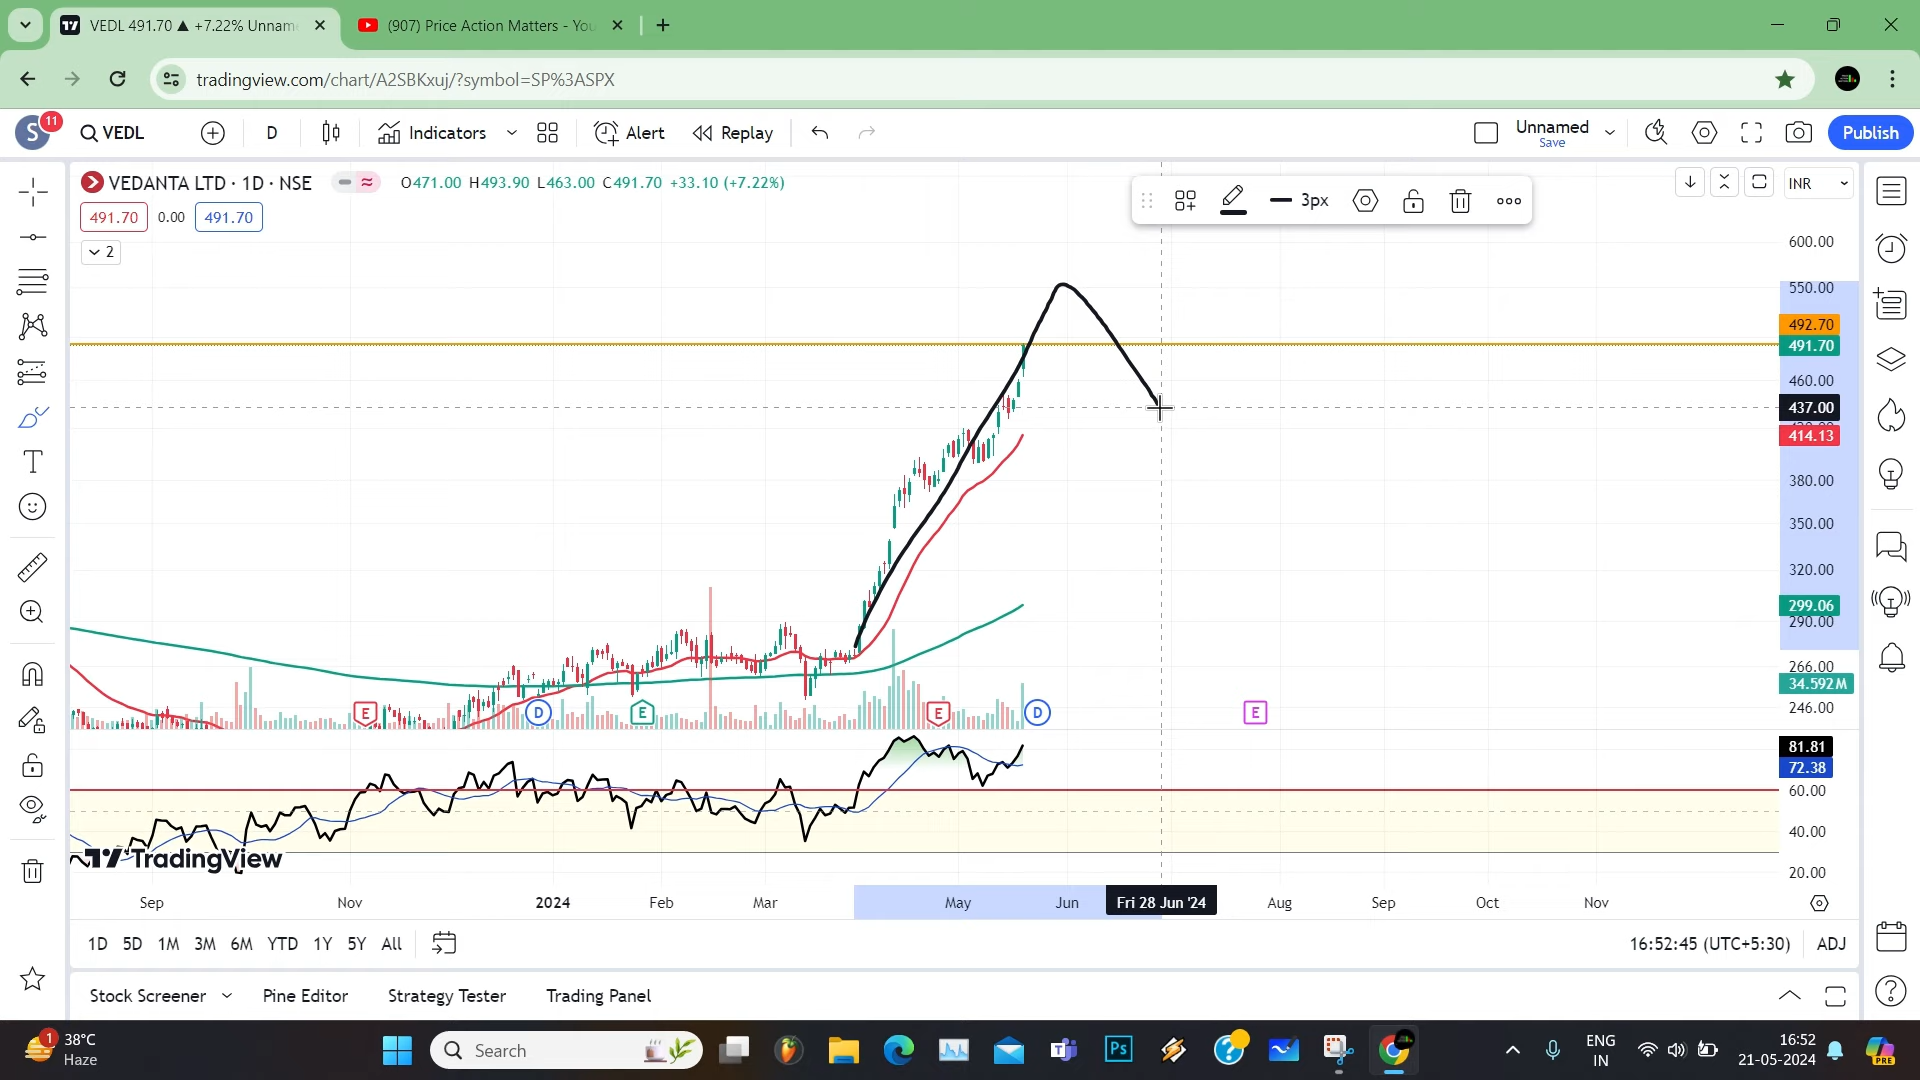 VEDL 491.70 ▲ +7.22% Unnam
(907) Price Action Matters - You
tradingview.com/chart/A2SBKxuj/?symbol=SP%3ASPX
S
11
VEDL
D
Indicators
Alert
Replay
Unnamed
Save
Publish
VEDANTA LTD · 1D · NSE
O471.00 H493.90 L463.00 C491.70 +33.10 (+7.22%)
491.70
0.00
491.70
2
3px
INR
600.00
550.00
492.70
491.70
460.00
437.00
414.13
380.00
350.00
320.00
299.06
290.00
266.00
34.592M
246.00
E
D
E
E
D
E
81.81
72.38
60.00
40.00
20.00
TradingView
Sep
Nov
2024
Feb
Mar
May
Jun
Fri 28 Jun '24
Aug
Sep
Oct
Nov
1D
5D
1M
3M
6M
YTD
1Y
5Y
All
16:52:45 (UTC+5:30)
ADJ
Stock Screener
Pine Editor
Strategy Tester
Trading Panel
1
38°C
Haze
Search
Ps
ENG
IN
16:52
21-05-2024
PRE